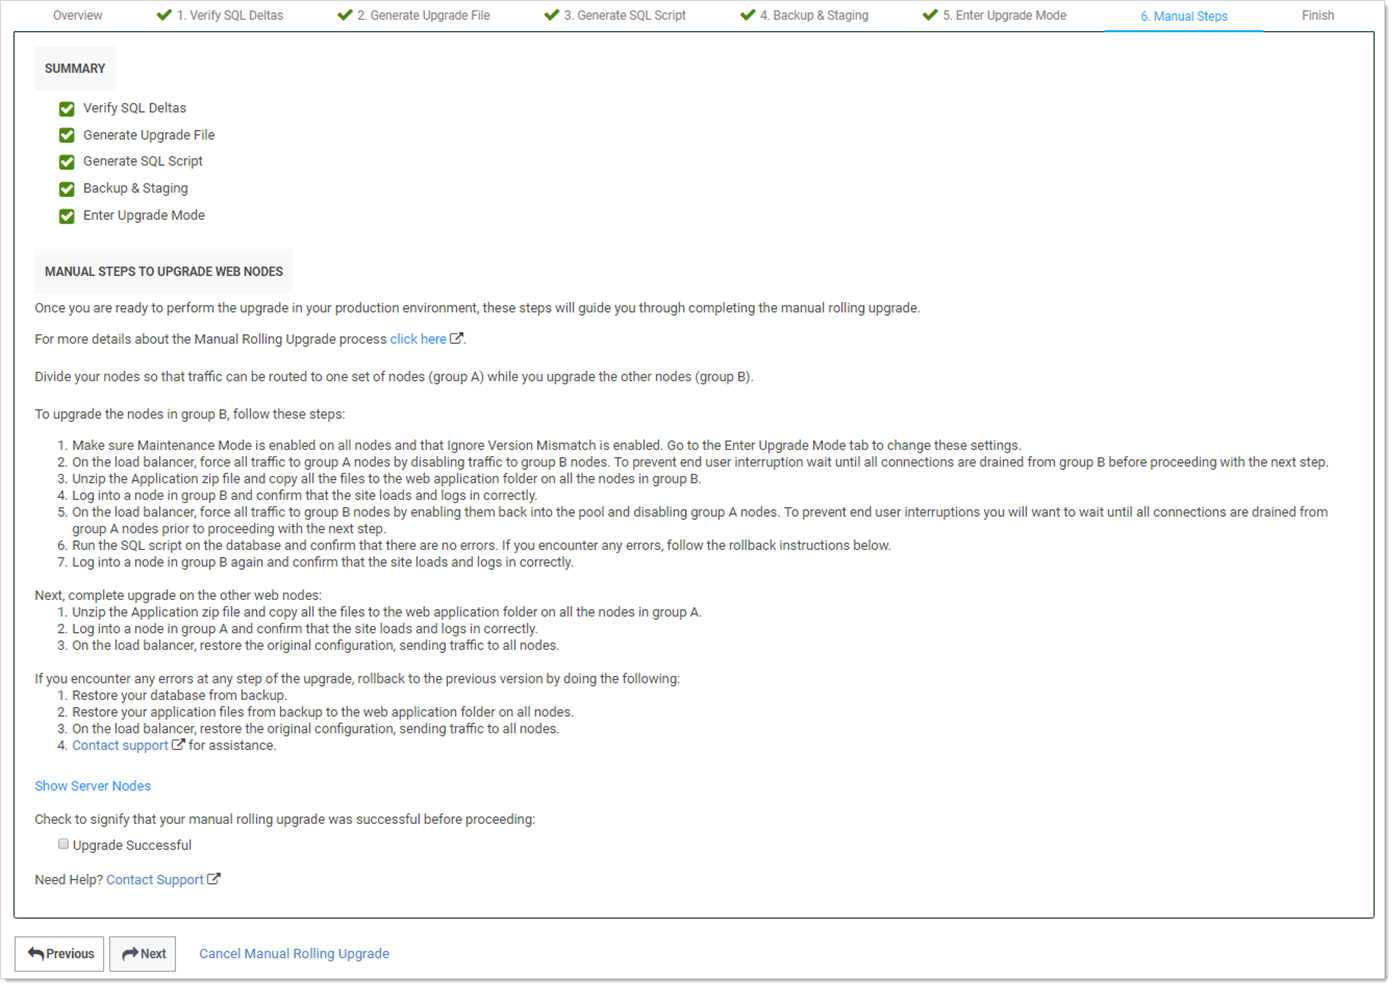 Overview 1. Verify SQL Deltas 2. Generate Upgrade File 3. Generate SQL Script 4. Backup & Staging 5. Enter Upgrade Mode 6. Manual Steps Finish
SUMMARY
Verify SQL Deltas
Generate Upgrade File
Generate SQL Script
Backup & Staging
Enter Upgrade Mode
MANUAL STEPS TO UPGRADE WEB NODES
Once you are ready to perform the upgrade in your production environment, these steps will guide you through completing the manual rolling upgrade.
For more details about the Manual Rolling Upgrade process click here.
Divide your nodes so that traffic can be routed to one set of nodes (group A) while you upgrade the other nodes (group B).
To upgrade the nodes in group B, follow these steps:
1. Make sure Maintenance Mode is enabled on all nodes and that Ignore Version Mismatch is enabled. Go to the Enter Upgrade Mode tab to change these settings.
2. On the load balancer, force all traffic to group A nodes by disabling traffic to group B nodes. To prevent end user interruption wait until all connections are drained from group B before proceeding with the next step.
3. Unzip the Application zip file and copy all the files to the web application folder on all the nodes in group B.
4. Log into a node in group B and confirm that the site loads and logs in correctly.
5. On the load balancer, force all traffic to group B nodes by enabling them back into the pool and disabling group A nodes. To prevent end user interruptions you will want to wait until all connections are drained from
group A nodes prior to proceeding with the next step.
6. Run the SQL script on the database and confirm that there are no errors. If you encounter any errors, follow the rollback instructions below.
7. Log into a node in group B again and confirm that the site loads and logs in correctly.
Next, complete upgrade on the other web nodes:
1. Unzip the Application zip file and copy all the files to the web application folder on all the nodes in group A.
2. Log into a node in group A and confirm that the site loads and logs in correctly.
3. On the load balancer, restore the original configuration, sending traffic to all nodes.
If you encounter any errors at any step of the upgrade, rollback to the previous version by doing the following:
1. Restore your database from backup.
2. Restore your application files from backup to the web application folder on all nodes.
3. On the load balancer, restore the original configuration, sending traffic to all nodes.
4. Contact support for assistance.
Show Server Nodes
Check to signify that your manual rolling upgrade was successful before proceeding:
Upgrade Successful
Need Help? Contact Support
Previous Next Cancel Manual Rolling Upgrade